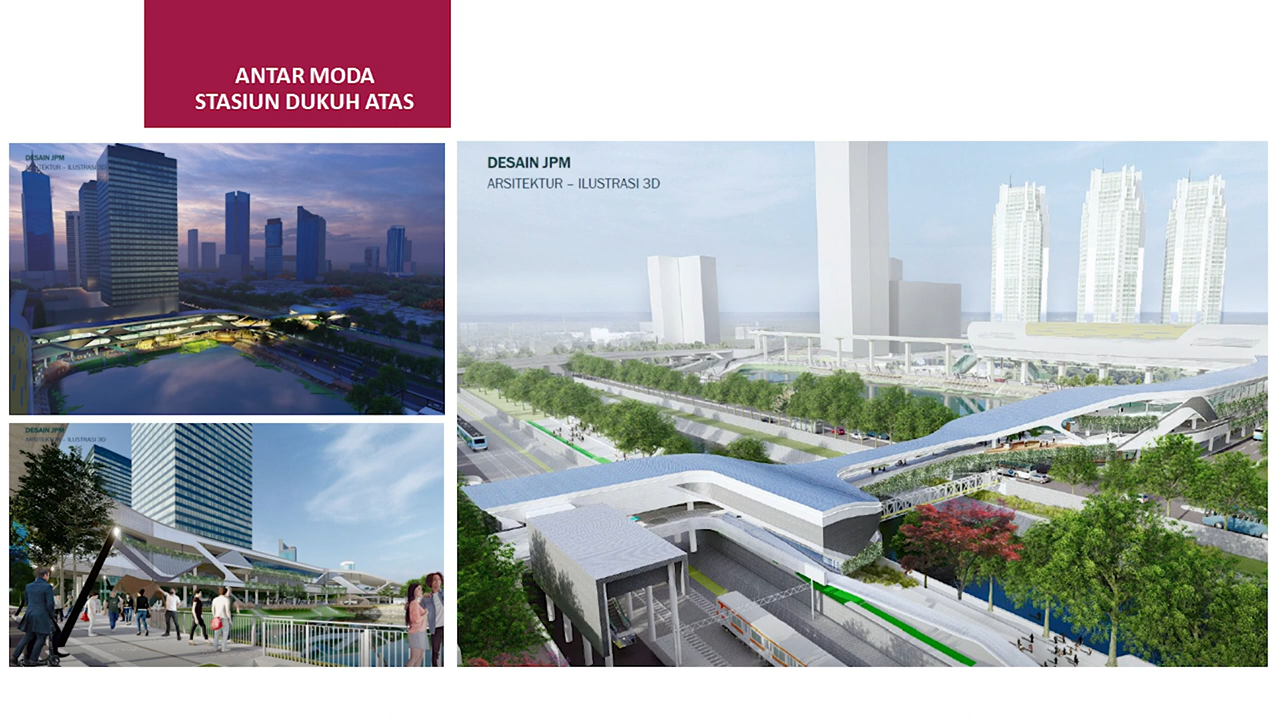 ANTAR MODA
STASIUN DUKUH ATAS
DESAIN JPM
ARSITEKTUR – ILUSTRASI 3D
DESAIN JPM
ARSITEKTUR – ILUSTRASI 3D
DESAIN JPM
ARSITEKTUR – ILUSTRASI 3D